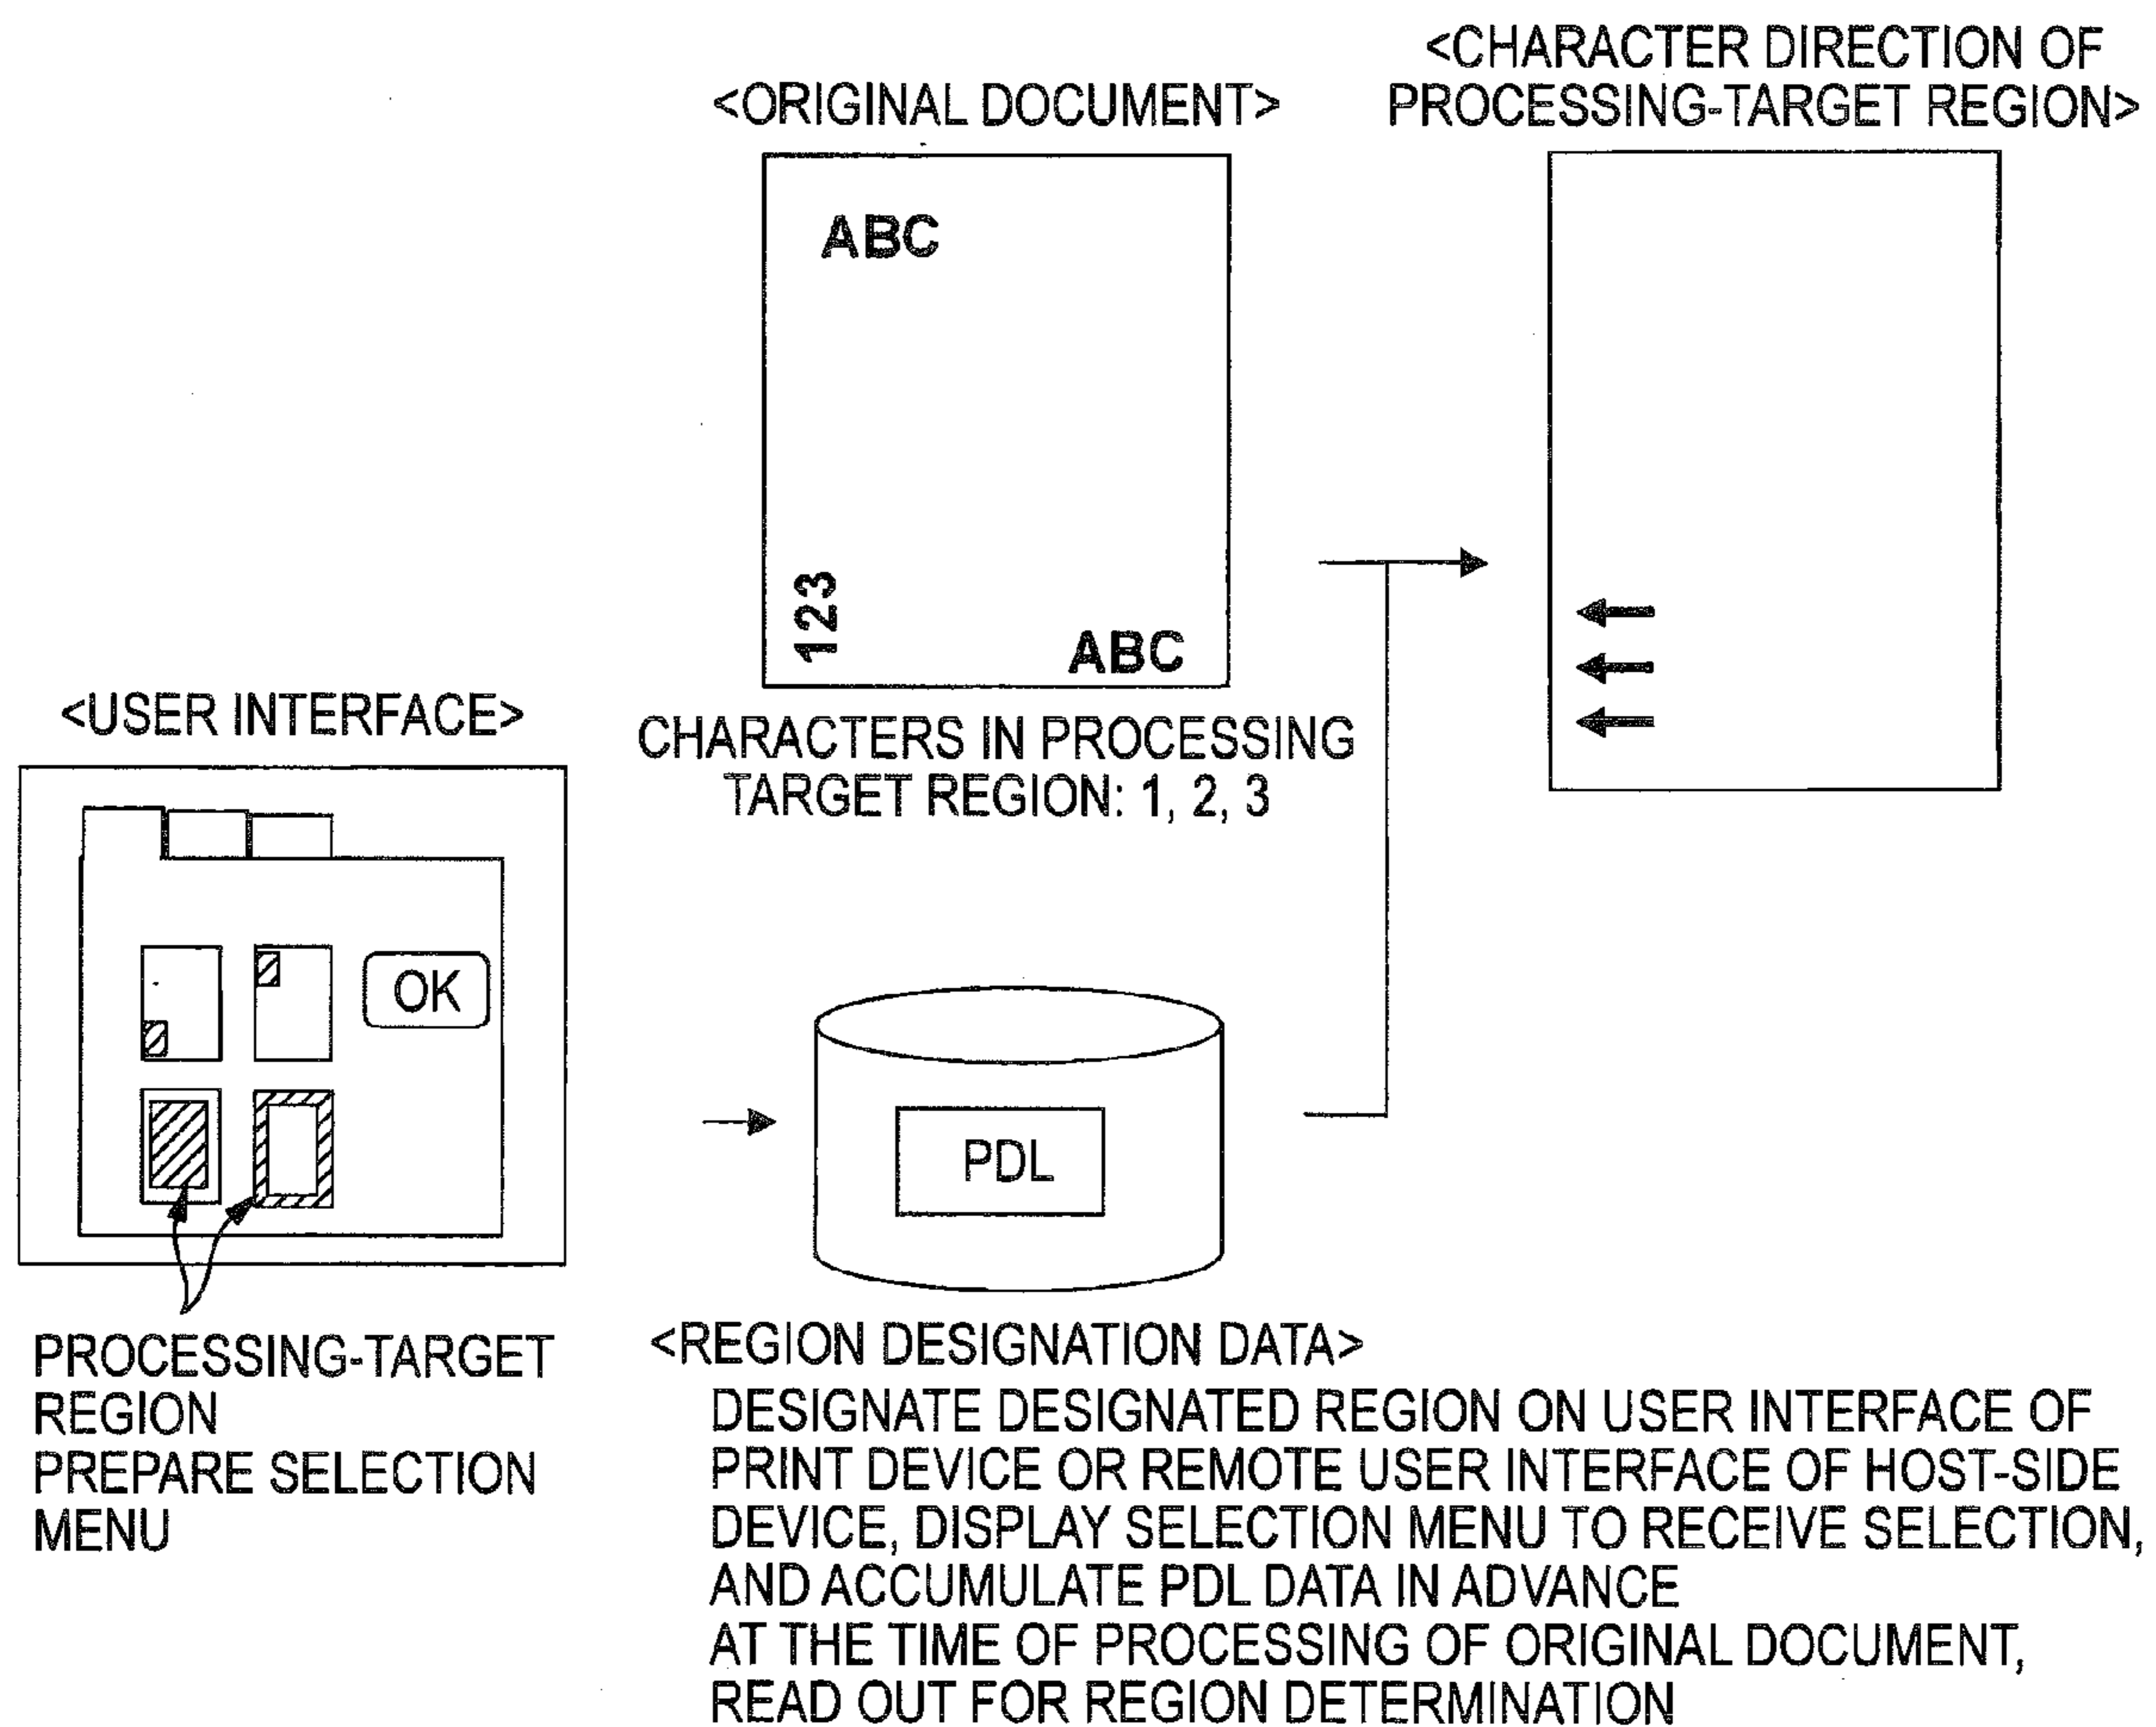 <CHARACTER DIRECTION OF
PROCESSING-TARGET REGION>
<ORIGINAL DOCUMENT>
ABC
123
ABC
CHARACTERS IN PROCESSING
TARGET REGION: 1, 2, 3
<USER INTERFACE>
OK
PROCESSING-TARGET
REGION
PREPARE SELECTION
MENU
PDL
<REGION DESIGNATION DATA>
DESIGNATE DESIGNATED REGION ON USER INTERFACE OF
PRINT DEVICE OR REMOTE USER INTERFACE OF HOST-SIDE
DEVICE, DISPLAY SELECTION MENU TO RECEIVE SELECTION,
AND ACCUMULATE PDL DATA IN ADVANCE
AT THE TIME OF PROCESSING OF ORIGINAL DOCUMENT,
READ OUT FOR REGION DETERMINATION